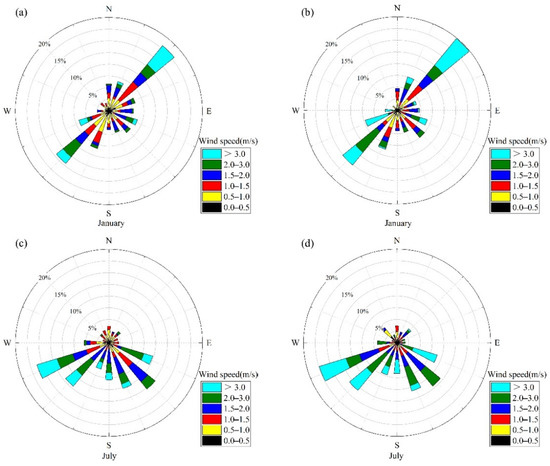 (a)
N
20%
15%
10%
5%
W
E
S
January
Wind speed(m/s)
> 3.0
2.0–3.0
1.5–2.0
1.0–1.5
0.5–1.0
0.0–0.5
(b)
N
20%
15%
10%
5%
W
E
S
January
Wind speed(m/s)
> 3.0
2.0–3.0
1.5–2.0
1.0–1.5
0.5–1.0
0.0–0.5
(c)
N
20%
15%
5%
W
E
S
July
Wind speed(m/s)
> 3.0
2.0–3.0
1.5–2.0
1.0–1.5
0.5–1.0
0.0–0.5
(d)
N
20%
15%
5%
W
E
S
July
Wind speed(m/s)
> 3.0
2.0–3.0
1.5–2.0
1.0–1.5
0.5–1.0
0.0–0.5